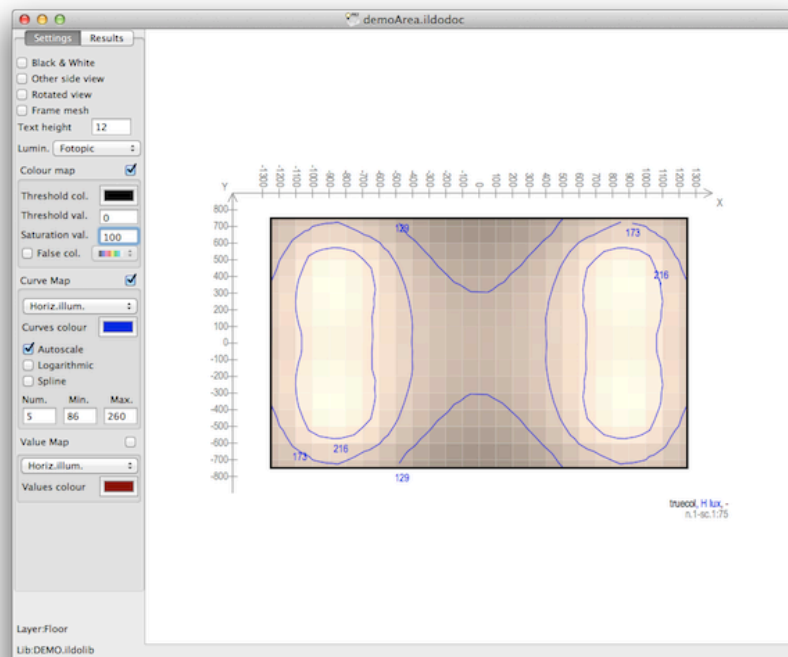 demoArea.ildodoc
Settings Results
Black & White
Other side view
Rotated view
Frame mesh
Text height 12
Lumin. Fotopic
Colour map
Threshold col.
Threshold val. 0
Saturation val. 100
False col.
Curve Map
Horiz.illum.
Curves colour
Autoscale
Logarithmic
Spline
Num. Min. Max.
5 86 260
Value Map
Horiz.illum.
Values colour
Layer:Floor
Lib:DEMO.ildolib
-1300 -1200 -1100 -1000 -900 -800 -700 -600 -500 -400 -300 -200 -100 0 100 200 300 400 500 600 700 800 900 1000 1100 1200 1300
Y
X
800
700
600
500
400
300
200
100
0
-100
-200
-300
-400
-500
-600
-700
-800
129 173
216
216
173
129
truecol, H lux, -
n.1-sc.1:75